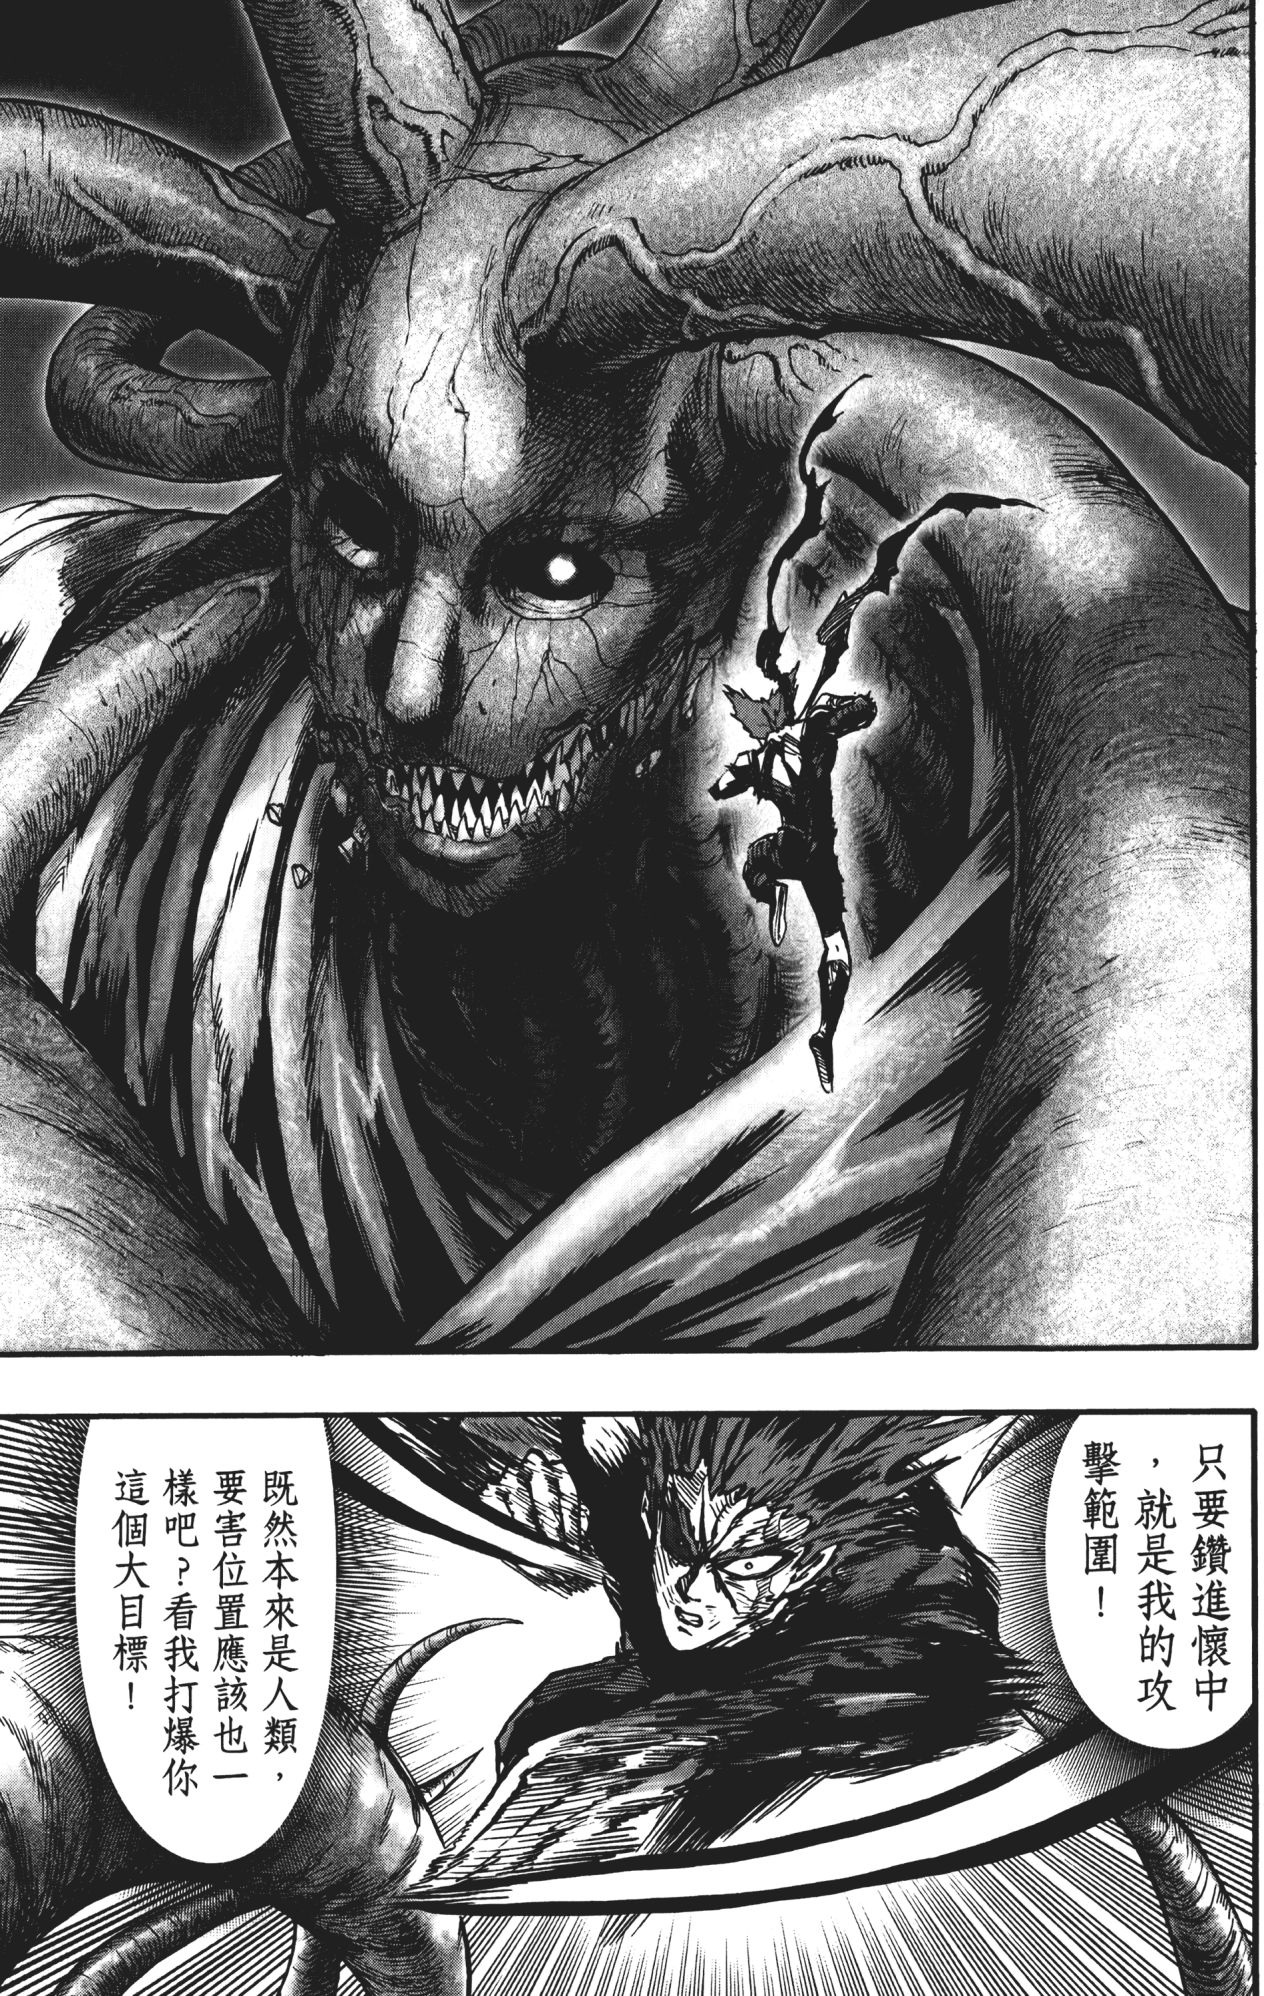 只要鑽進懷中
，就是我的攻
擊範圍！
既然本來是人類，
要害位置應該也一
樣吧？看我打爆你
這個大目標！